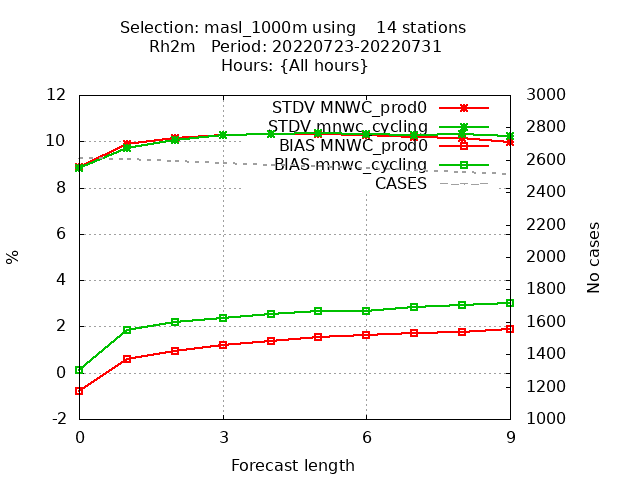 Selection: masl_1000m using    14 stations
Rh2m   Period: 20220723-20220731
Hours: {All hours}
12 3000
STDV MNWC_prod0
STDV mnwc_cycling
BIAS MNWC_prod0
BIAS mnwc_cycling
CASES
10 2800
2600
8 2400
2200
6 2000
4 1800
2 1600
1400
0 1200
-2 1000
%
No cases
0 3 6 9
Forecast length